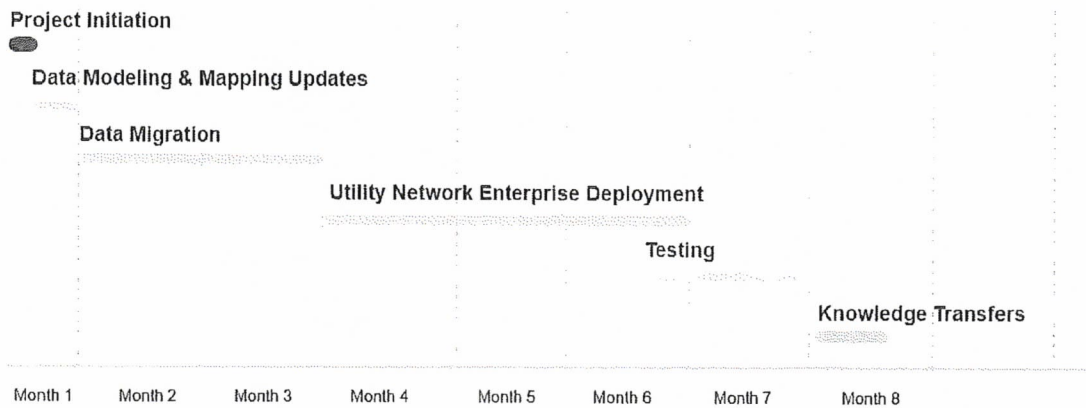 Project Initiation
Data Modeling & Mapping Updates
Data Migration
Utility Network Enterprise Deployment
Testing
Knowledge Transfers
Month 1 Month 2 Month 3 Month 4 Month 5 Month 6 Month 7 Month 8